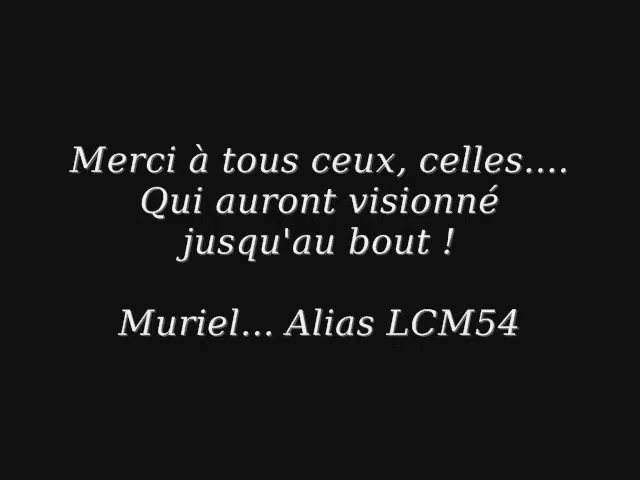 Merci à tous ceux, celles....
Qui auront visionné
jusqu'au bout !
Muriel... Alias LCM54